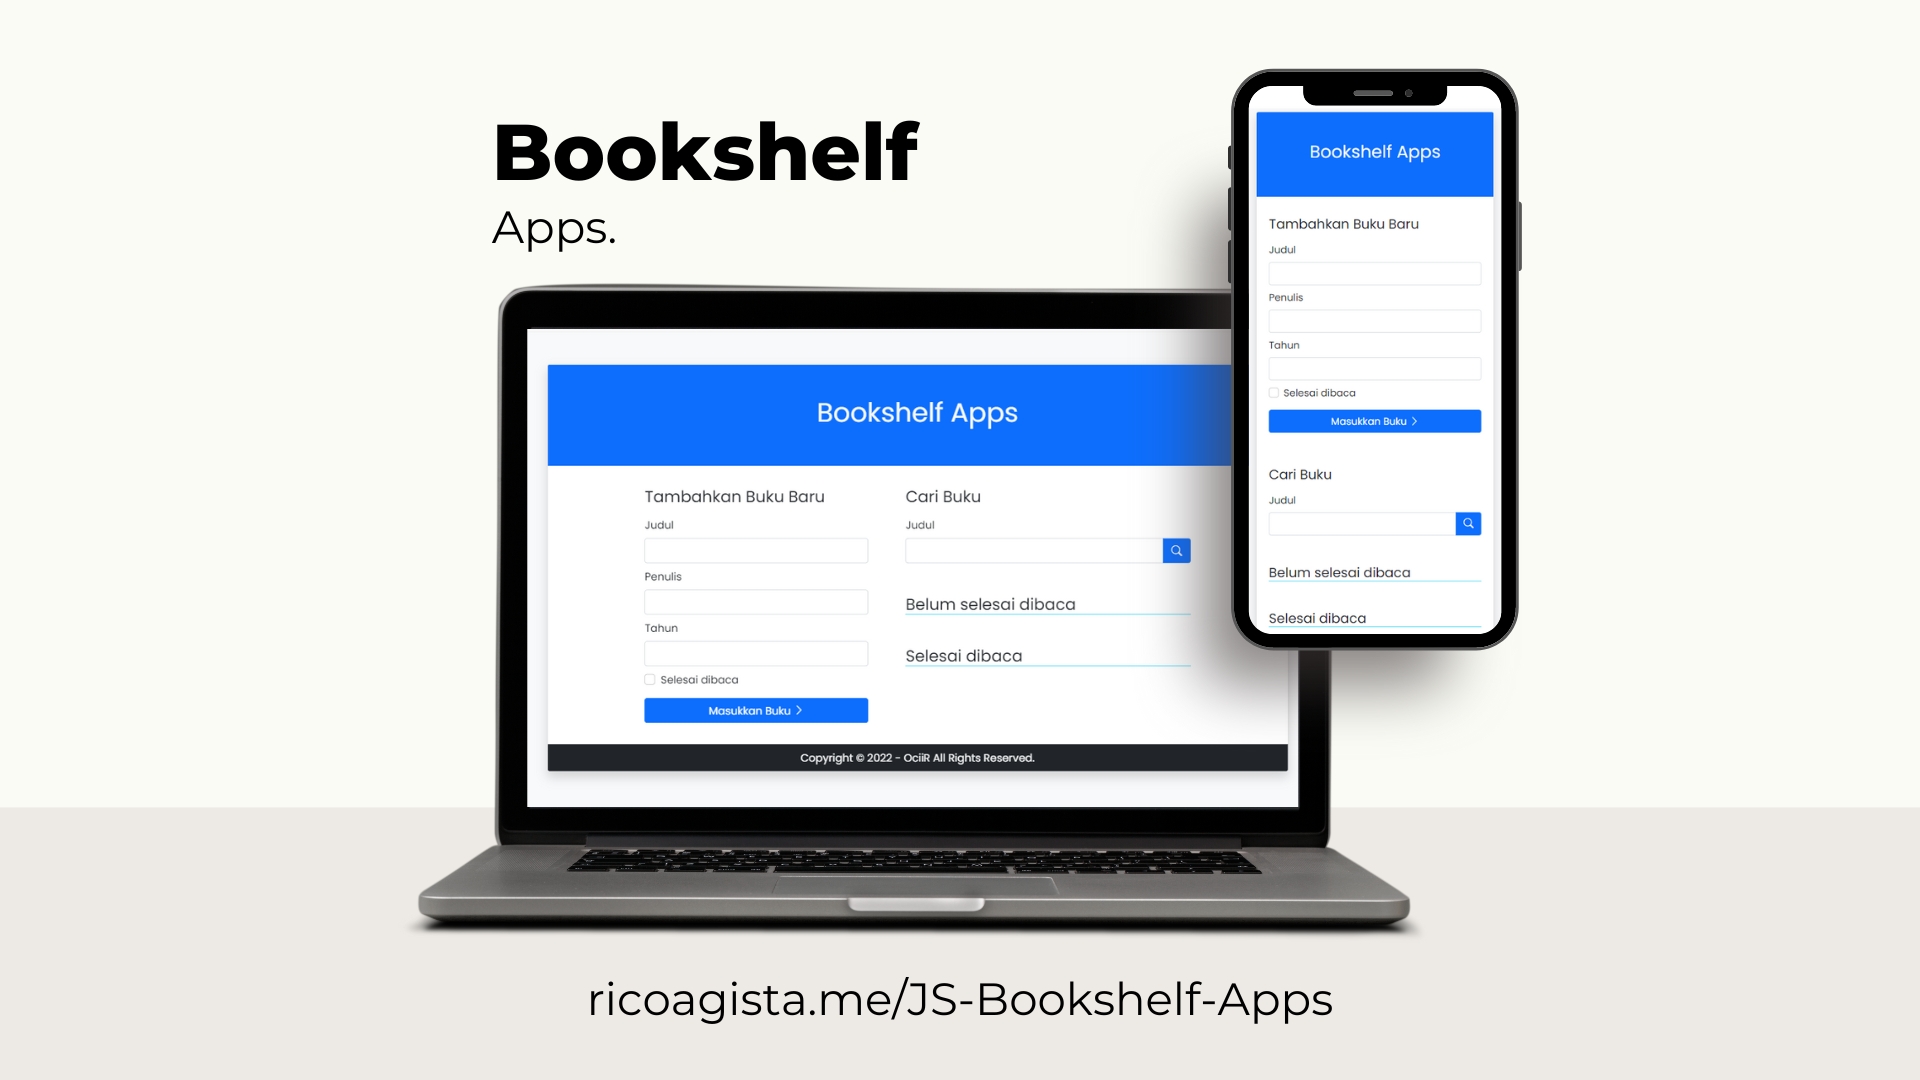 Bookshelf
Apps.
Bookshelf Apps
Tambahkan Buku Baru
Judul
Penulis
Tahun
Selesai dibaca
Masukkan Buku
Cari Buku
Judul
Belum selesai dibaca
Selesai dibaca
Copyright © 2022 - OciiR All Rights Reserved.
Bookshelf Apps
Tambahkan Buku Baru
Judul
Penulis
Tahun
Selesai dibaca
Masukkan Buku
Cari Buku
Judul
Belum selesai dibaca
Selesai dibaca
ricoagista.me/JS-Bookshelf-Apps